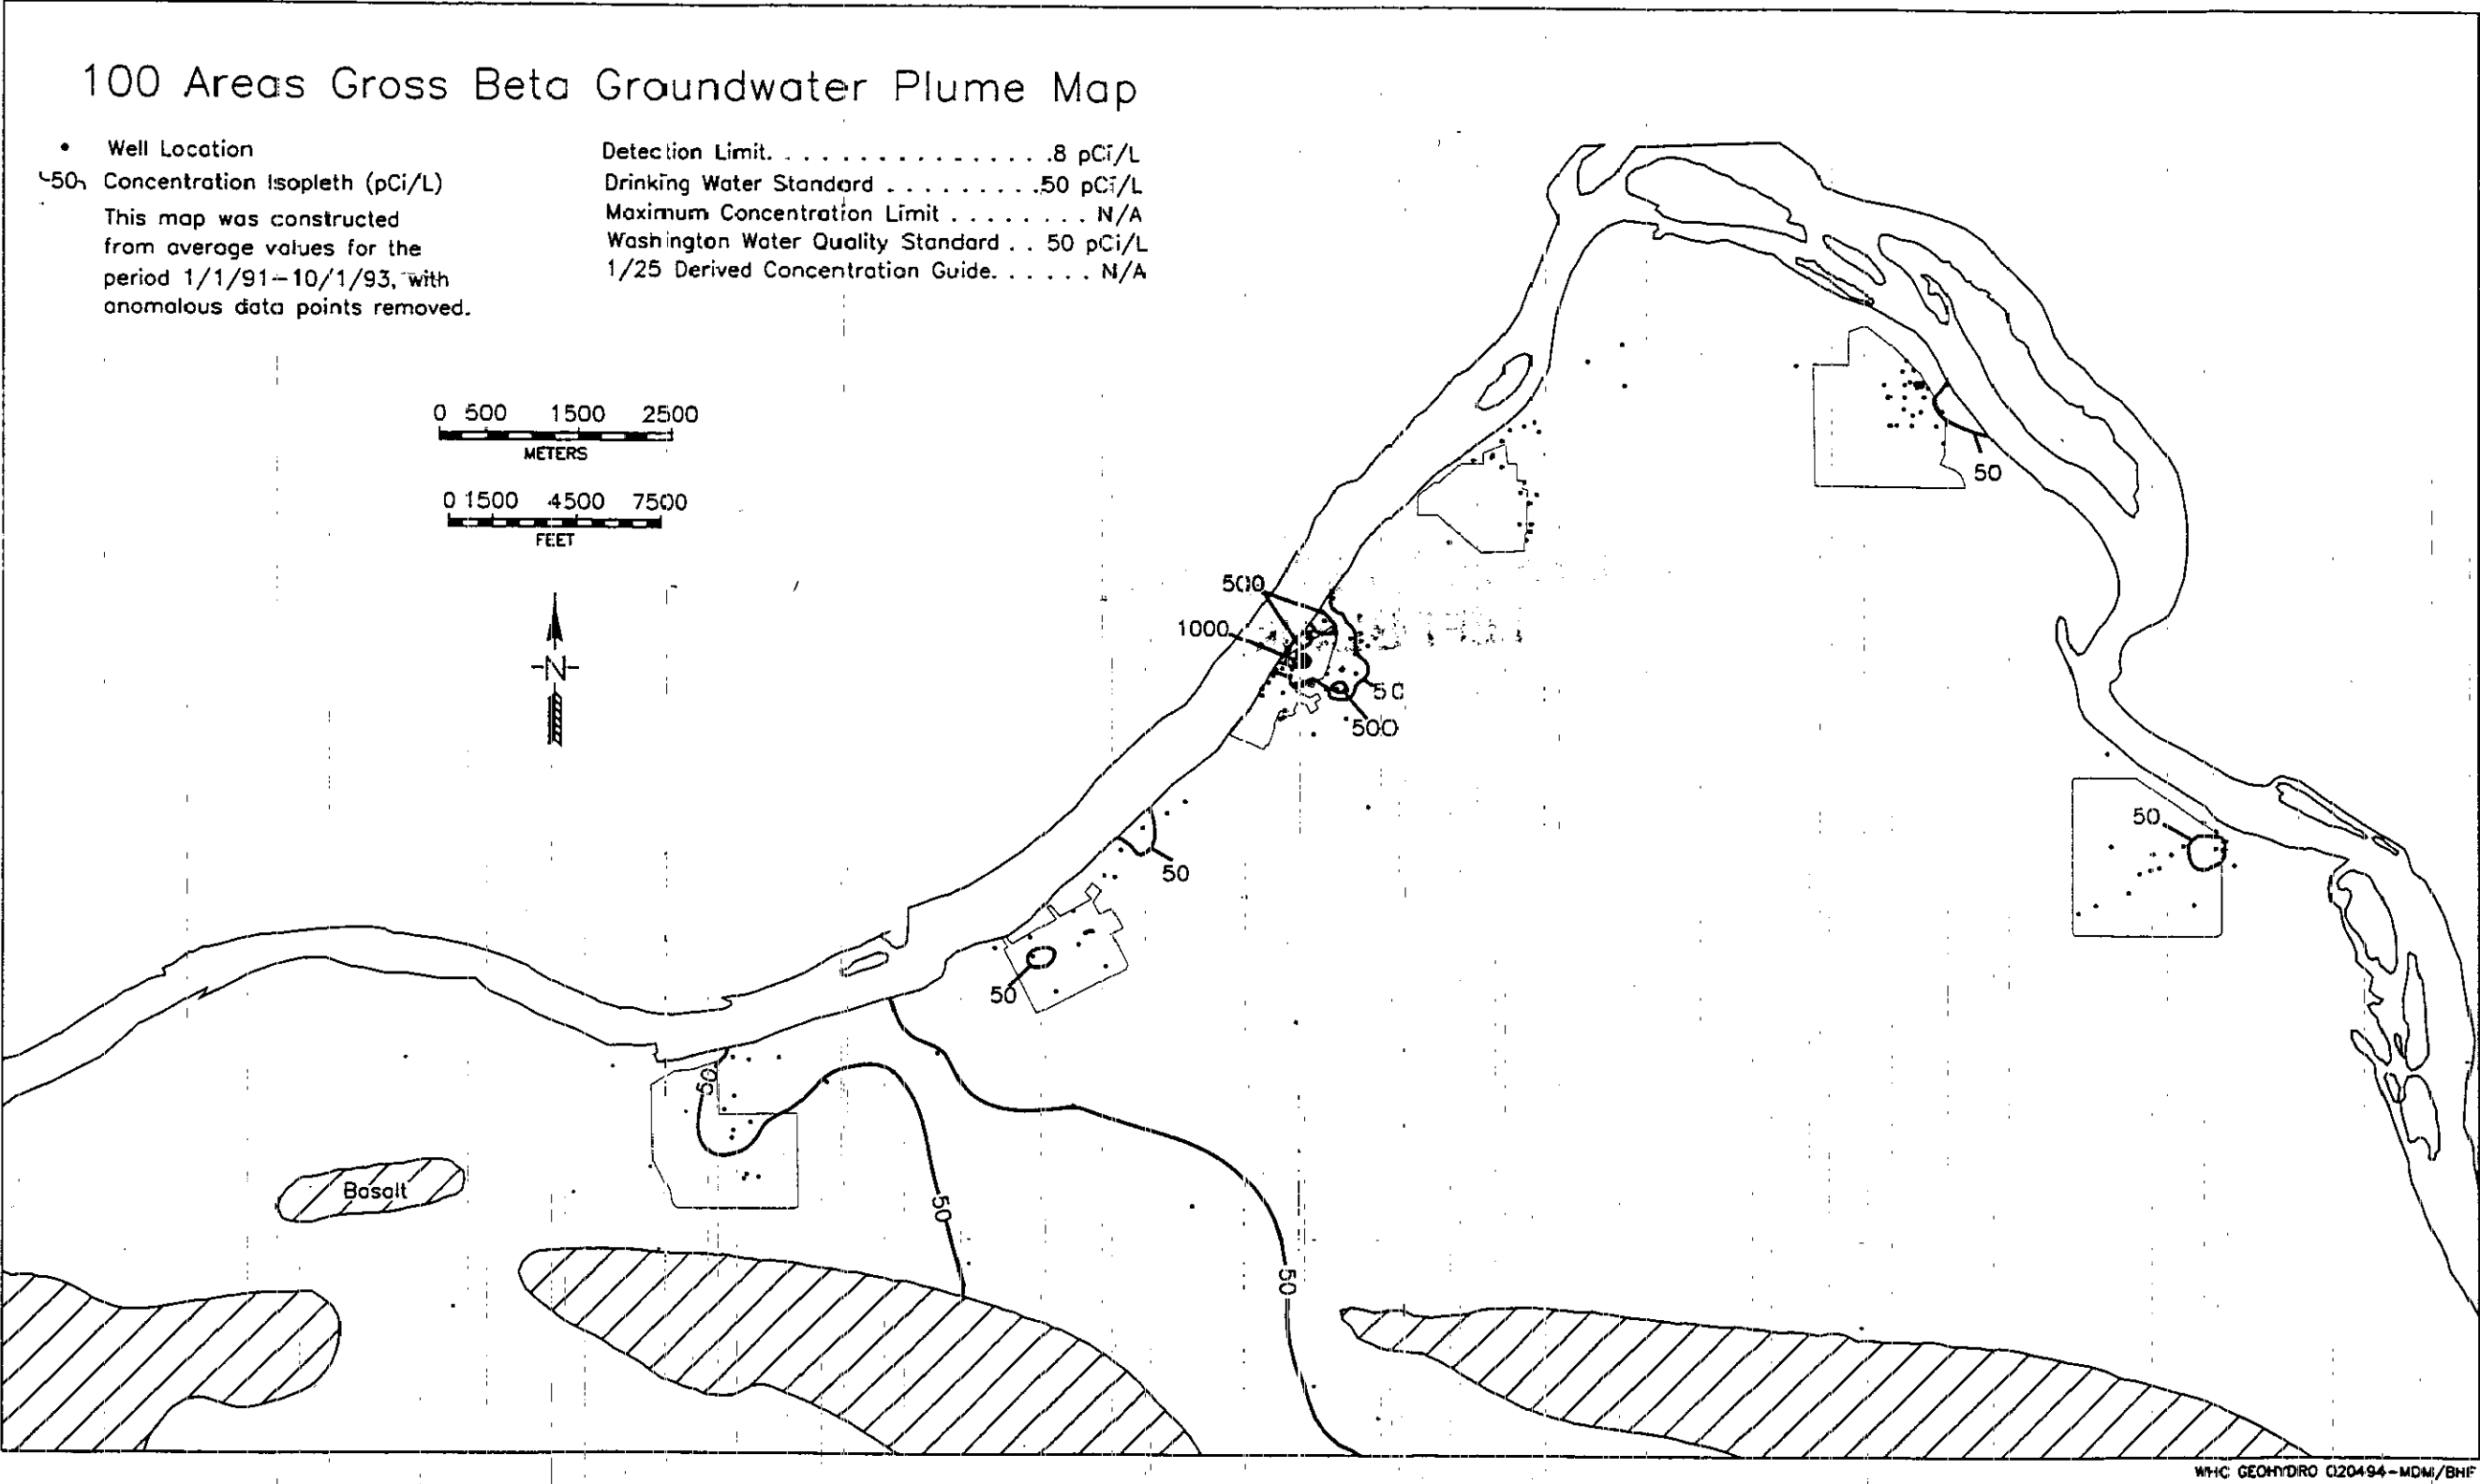 100 Areas Gross Beta Groundwater Plume Map
• Well Location
50 Concentration Isopleth (pCi/L)
This map was constructed
from average values for the
period 1/1/91-10/1/93, with
anomalous data points removed.
Detection Limit. . . . . . . . . . . . . . . . .8 pCi/L
Drinking Water Standard . . . . . . . . .50 pCi/L
Maximum Concentration Limit . . . . . . . . N/A
Washington Water Quality Standard . . 50 pCi/L
1/25 Derived Concentration Guide. . . . . . N/A
0 500 1500 2500
METERS
0 1500 4500 7500
FEET
N
50
500
1000
50
500
50
50
50
50
50
50
Basalt
WHC GEOHYDRO 020494-MDM/BHF